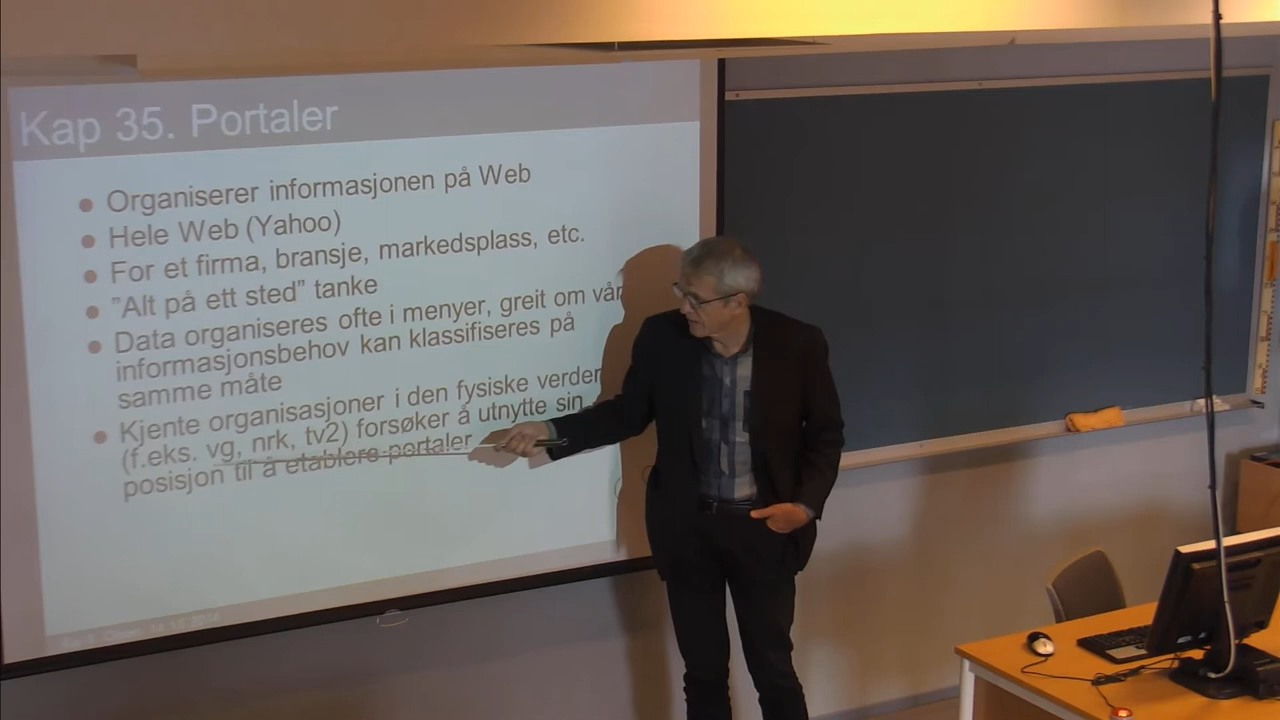 Kap 35. Portaler
Organiserer informasjonen på Web
Hele Web (Yahoo)
For et firma, bransje, markedsplass, etc.
"Alt på ett sted" tanke
Data organiseres ofte i menyer, greit om vår
informasjonsbehov kan klassifiseres på
samme måte
Kjente organisasjoner i den fysiske verden
(f.eks. vg, nrk, tv2) forsøker å utnytte sin
posisjon til å etablere portaler